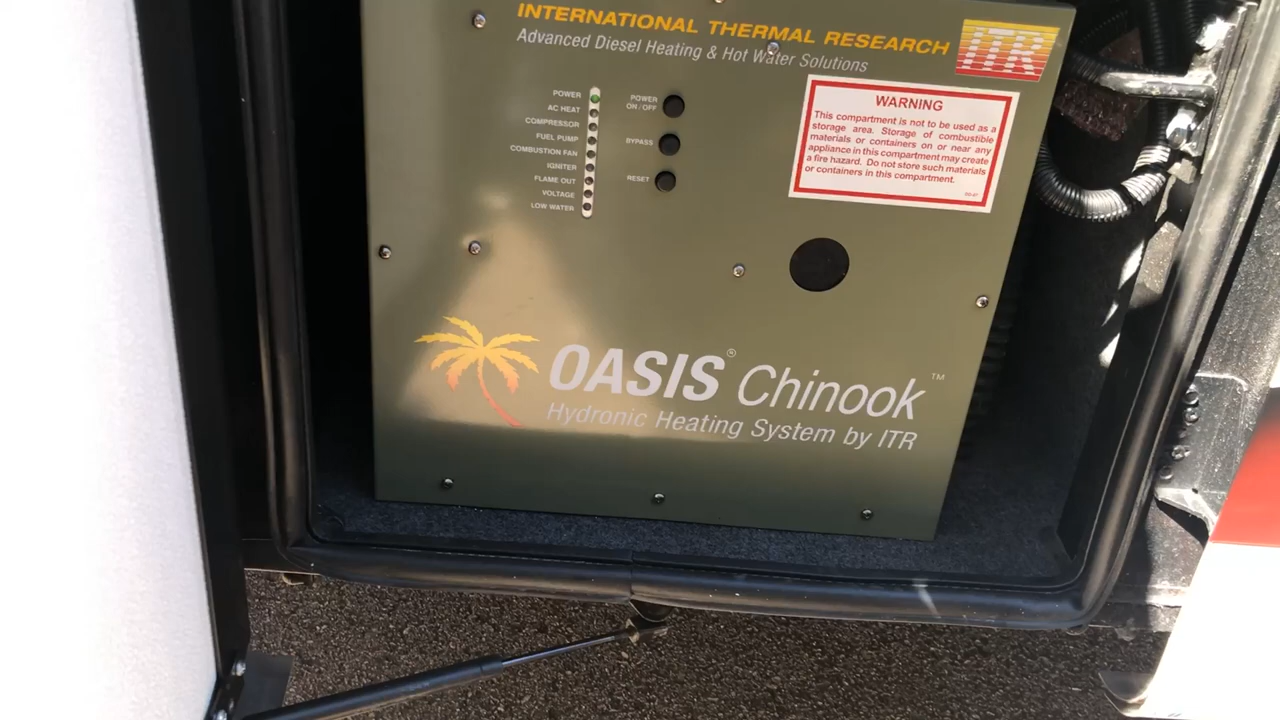 INTERNATIONAL THERMAL RESEARCH
Advanced Diesel Heating & Hot Water Solutions
ITR
POWER
AC HEAT
COMPRESSOR
FUEL PUMP
COMBUSTION FAN
IGNITER
FLAME OUT
VOLTAGE
LOW WATER
POWER
ON / OFF
BYPASS
RESET
WARNING
This compartment is not to be used as a
storage area. Storage of combustible
materials or containers on or near any
appliance in this compartment may create
a fire hazard. Do not store such materials
or containers in this compartment.
OASIS® Chinook™
Hydronic Heating System by ITR